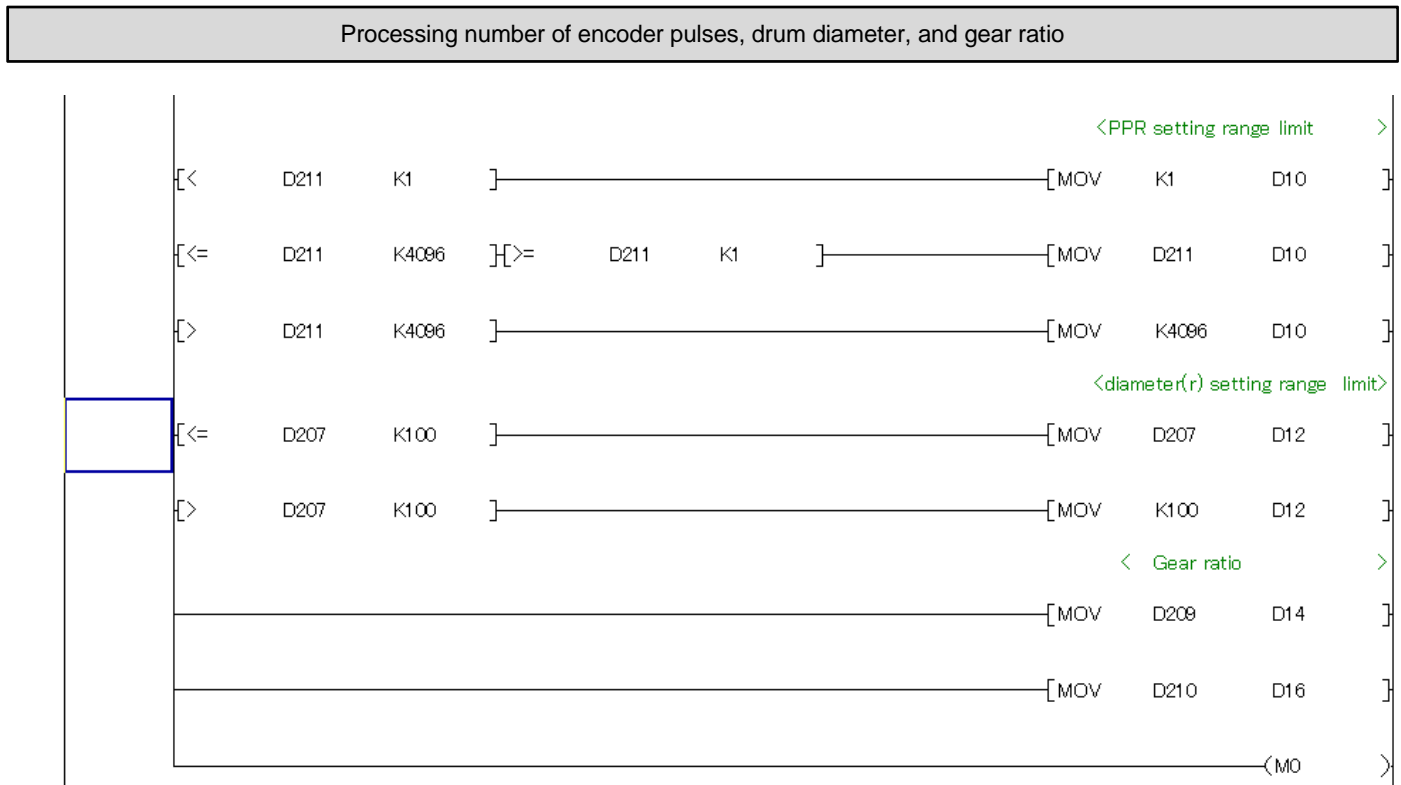 Processing number of encoder pulses, drum diameter, and gear ratio
<PPR setting range limit >
[< D211 K1 ] [MOV K1 D10 ]
[<= D211 K4096 ][>= D211 K1 ] [MOV D211 D10 ]
[> D211 K4096 ] [MOV K4096 D10 ]
<diameter(r) setting range limit>
[<= D207 K100 ] [MOV D207 D12 ]
[> D207 K100 ] [MOV K100 D12 ]
< Gear ratio >
[MOV D209 D14 ]
[MOV D210 D16 ]
(M0 )